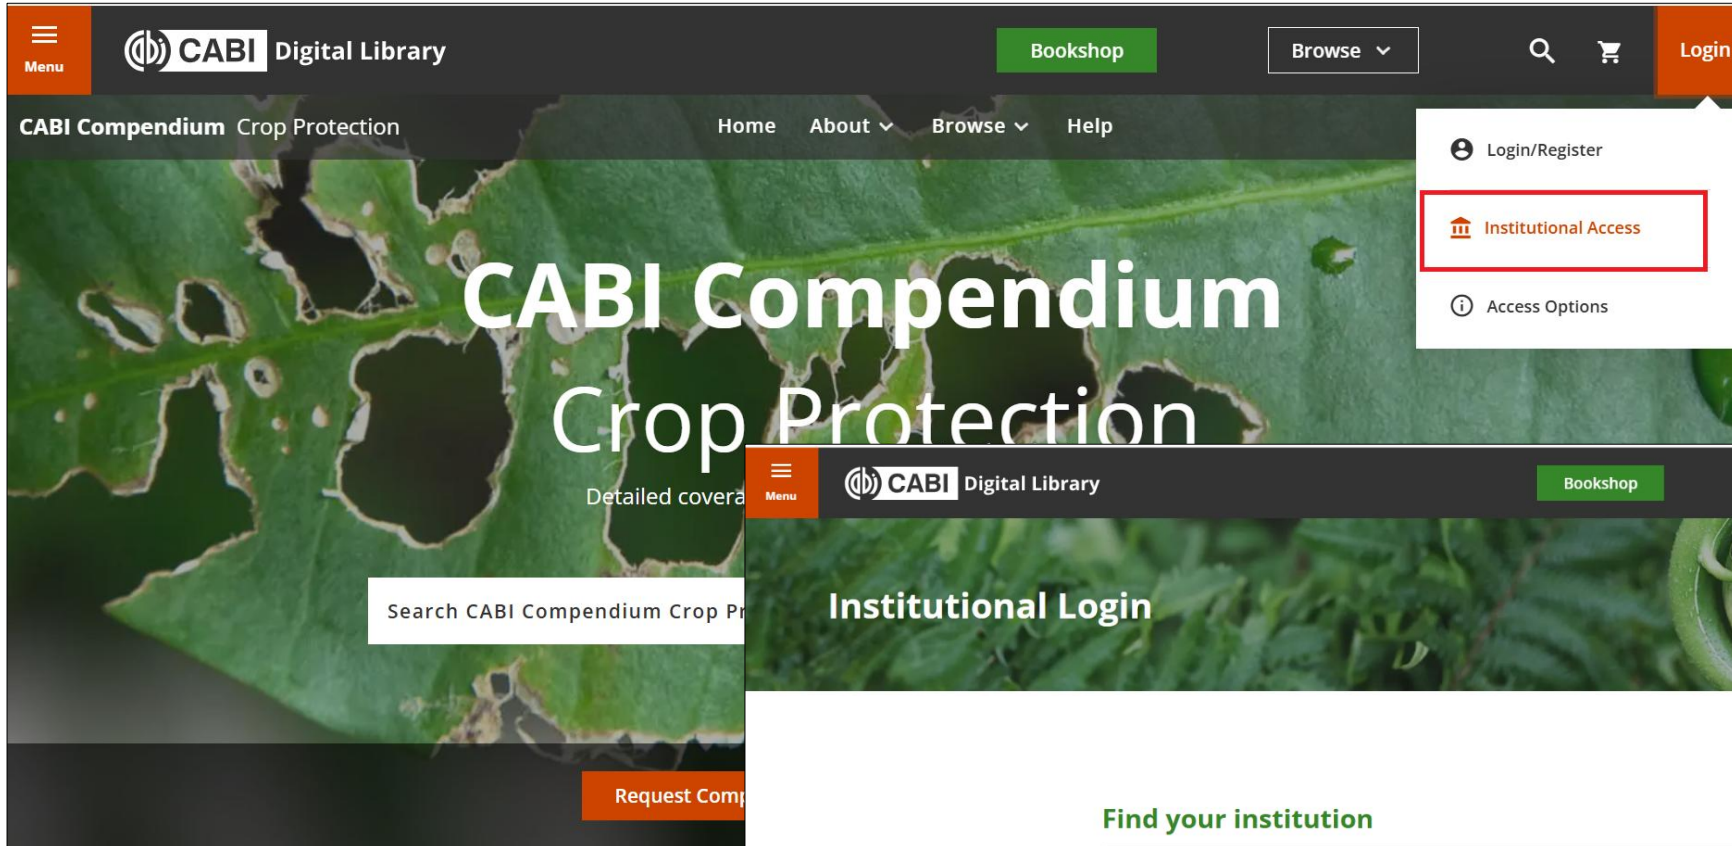 Menu
CABI Digital Library
Bookshop
Browse
Login
CABI Compendium Crop Protection
Home About Browse Help
Login/Register
Institutional Access
Access Options
CABI Compendium
Crop Protection
Detailed covera
Search CABI Compendium Crop Pr
Request Comp
Menu
CABI Digital Library
Bookshop
Institutional Login
Find your institution